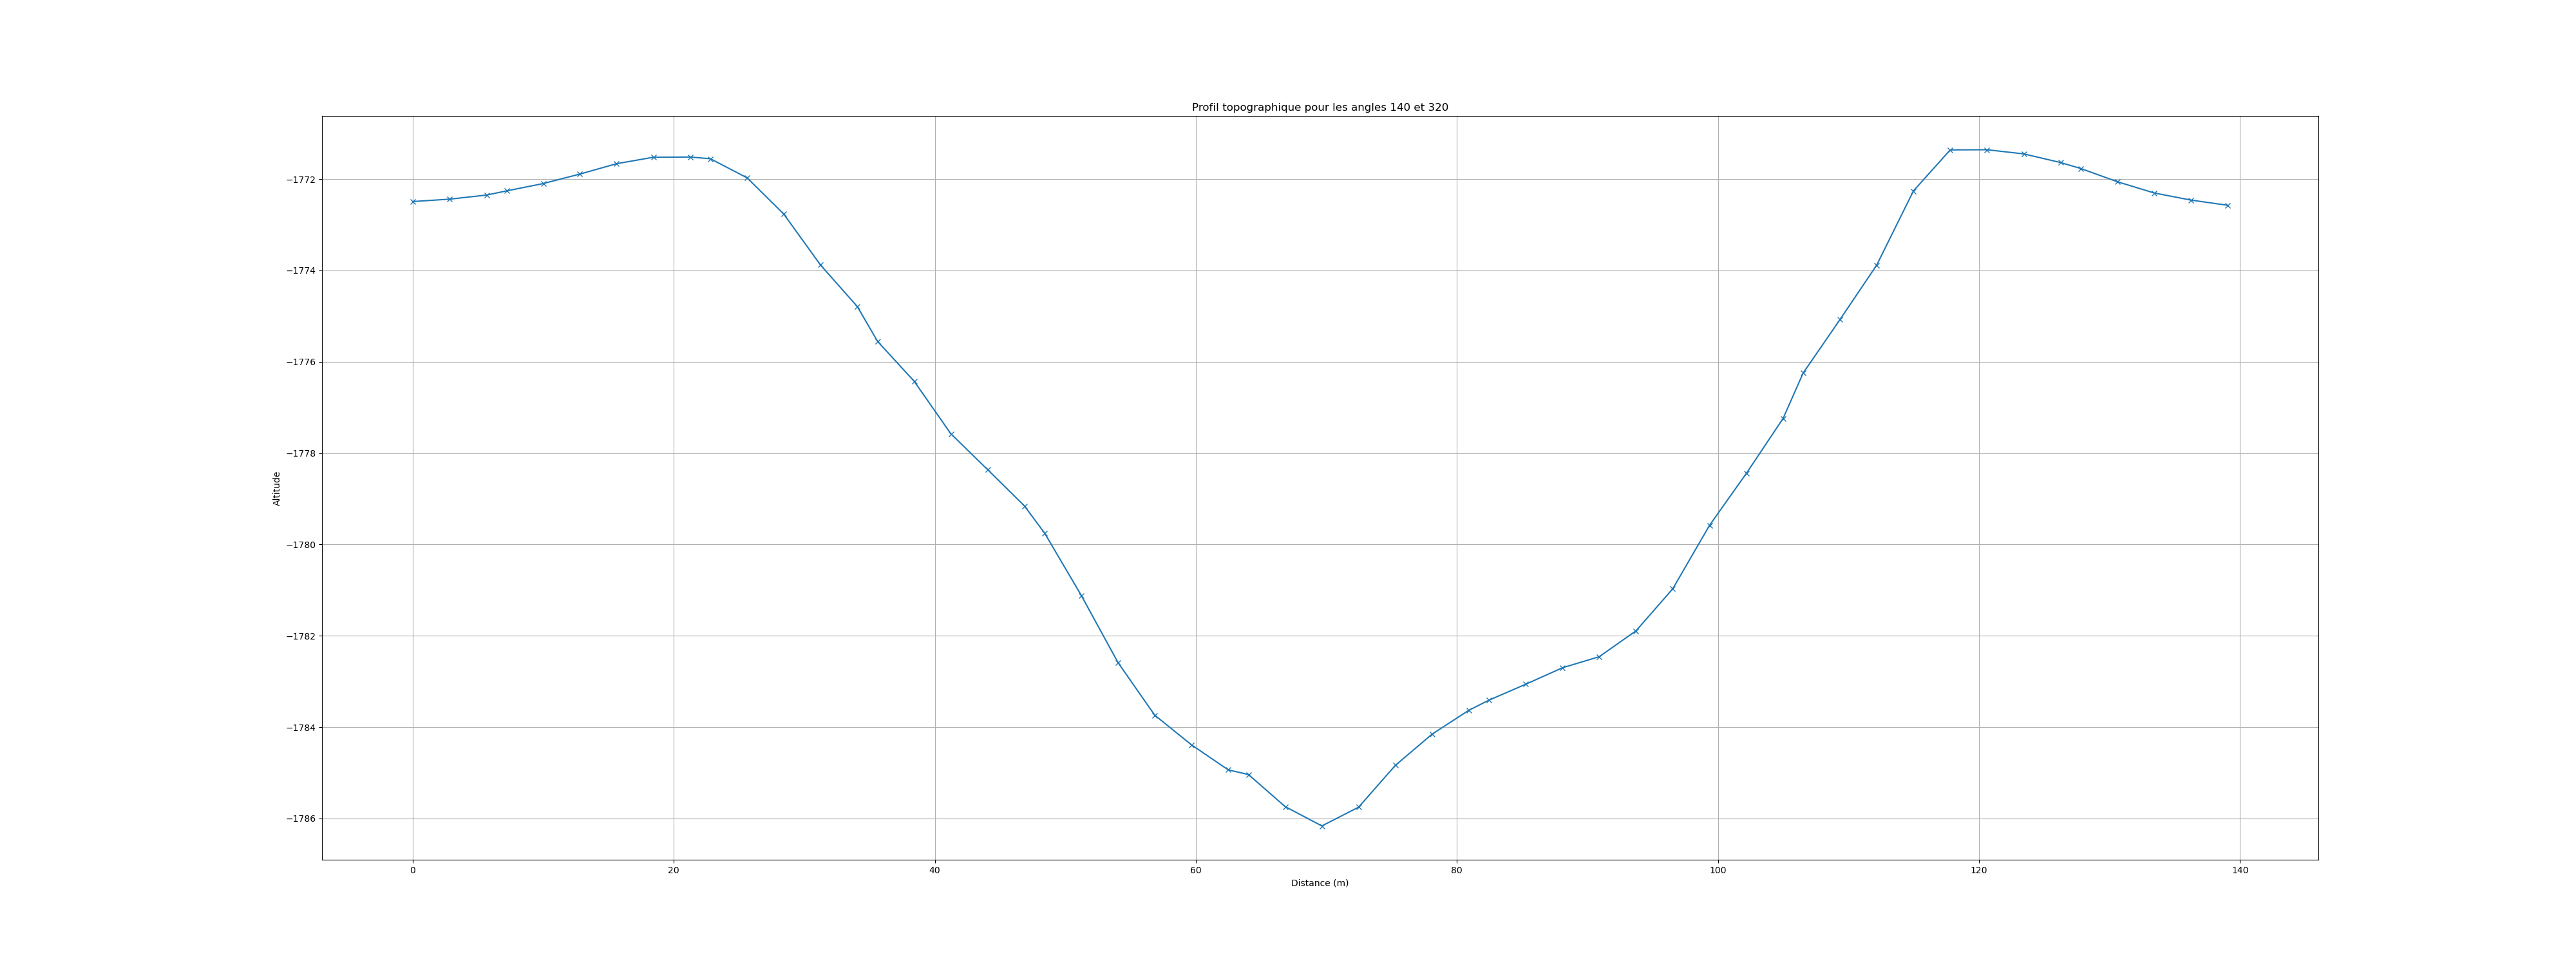 Profil topographique pour les angles 140 et 320
−1772
−1774
−1776
−1778
−1780
−1782
−1784
−1786
Altitude
0 20 40 60 80 100 120 140
Distance (m)